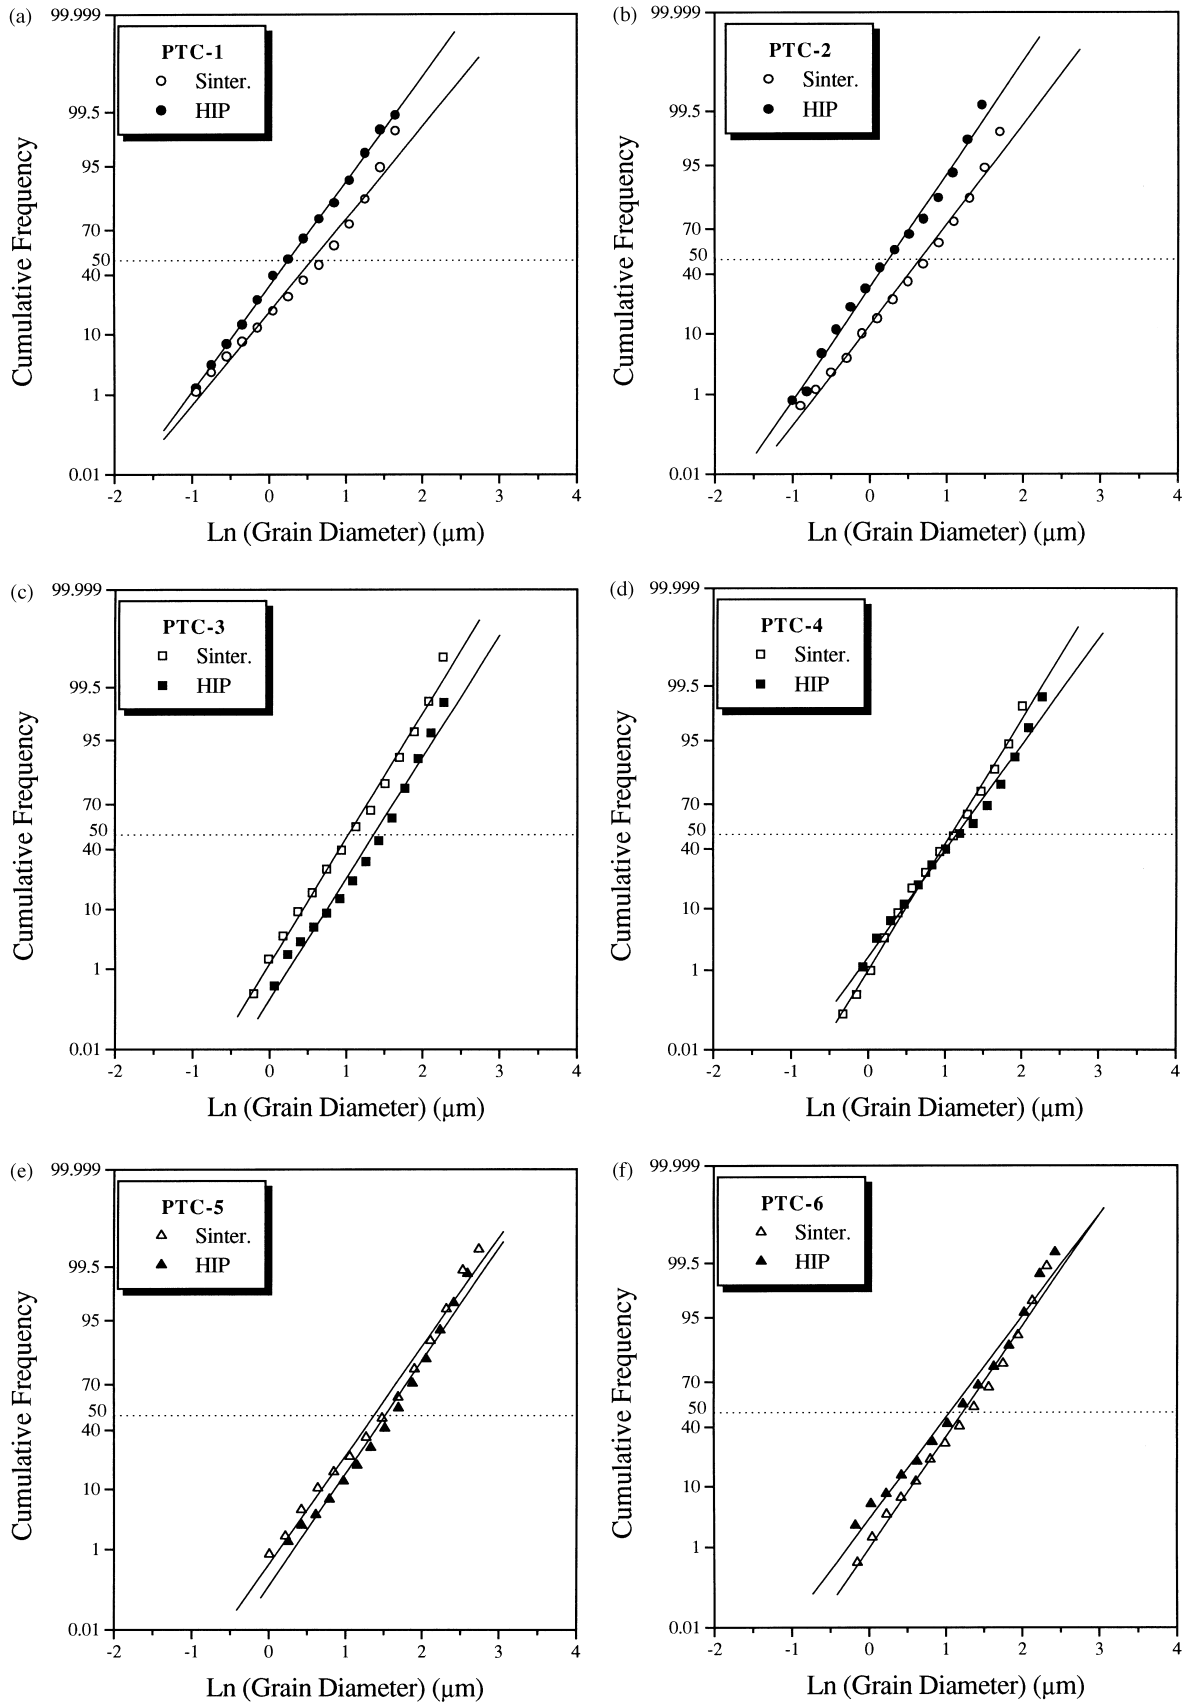 (a)
99.999
PTC-1
Sinter.
HIP
99.5
95
70
50
40
10
1
0.01
Cumulative Frequency
-2 -1 0 1 2 3 4
Ln (Grain Diameter) (μm)
(b)
99.999
PTC-2
Sinter.
HIP
99.5
95
70
50
40
10
1
0.01
Cumulative Frequency
-2 -1 0 1 2 3 4
Ln (Grain Diameter) (μm)
(c)
99.999
PTC-3
Sinter.
HIP
99.5
95
70
50
40
10
1
0.01
Cumulative Frequency
-2 -1 0 1 2 3 4
Ln (Grain Diameter) (μm)
(d)
99.999
PTC-4
Sinter.
HIP
99.5
95
70
50
40
10
1
0.01
Cumulative Frequency
-2 -1 0 1 2 3 4
Ln (Grain Diameter) (μm)
(e)
99.999
PTC-5
Sinter.
HIP
99.5
95
70
50
40
10
1
0.01
Cumulative Frequency
-2 -1 0 1 2 3 4
Ln (Grain Diameter) (μm)
(f)
99.999
PTC-6
Sinter.
HIP
99.5
95
70
50
40
10
1
0.01
Cumulative Frequency
-2 -1 0 1 2 3 4
Ln (Grain Diameter) (μm)